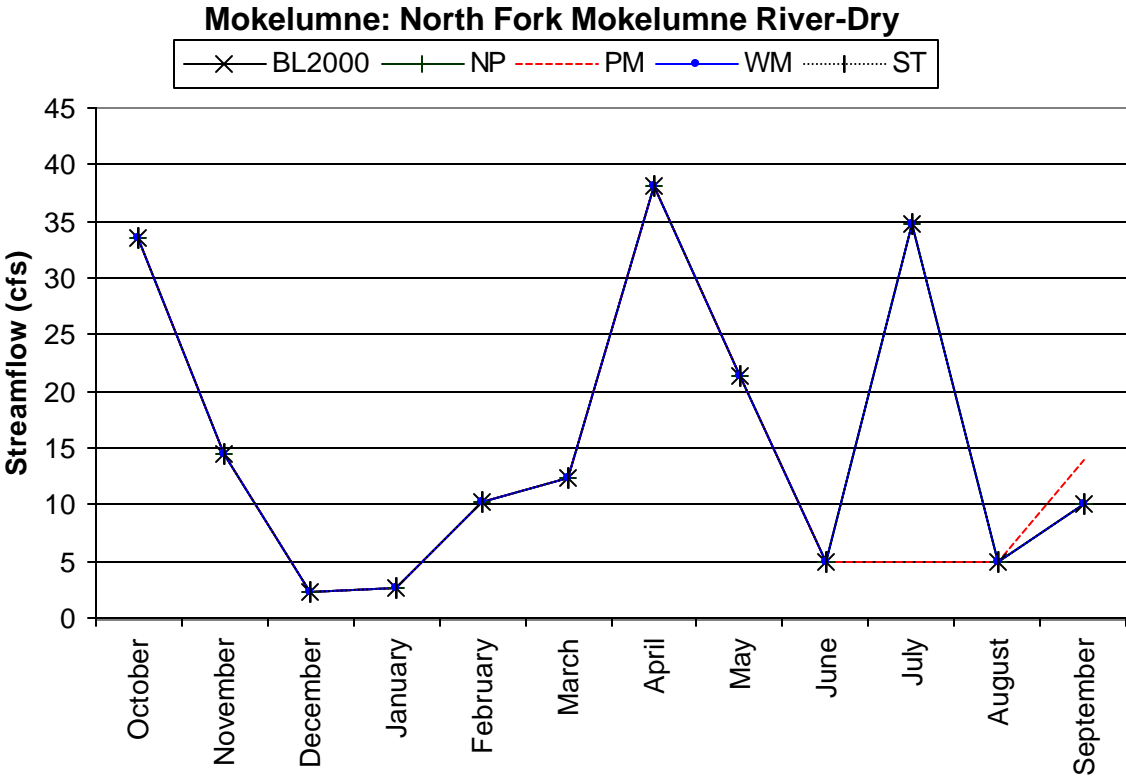 Mokelumne: North Fork Mokelumne River-Dry
BL2000 NP PM WM ST
Streamflow (cfs)
45
40
35
30
25
20
15
10
5
0
October
November
December
January
February
March
April
May
June
July
August
September